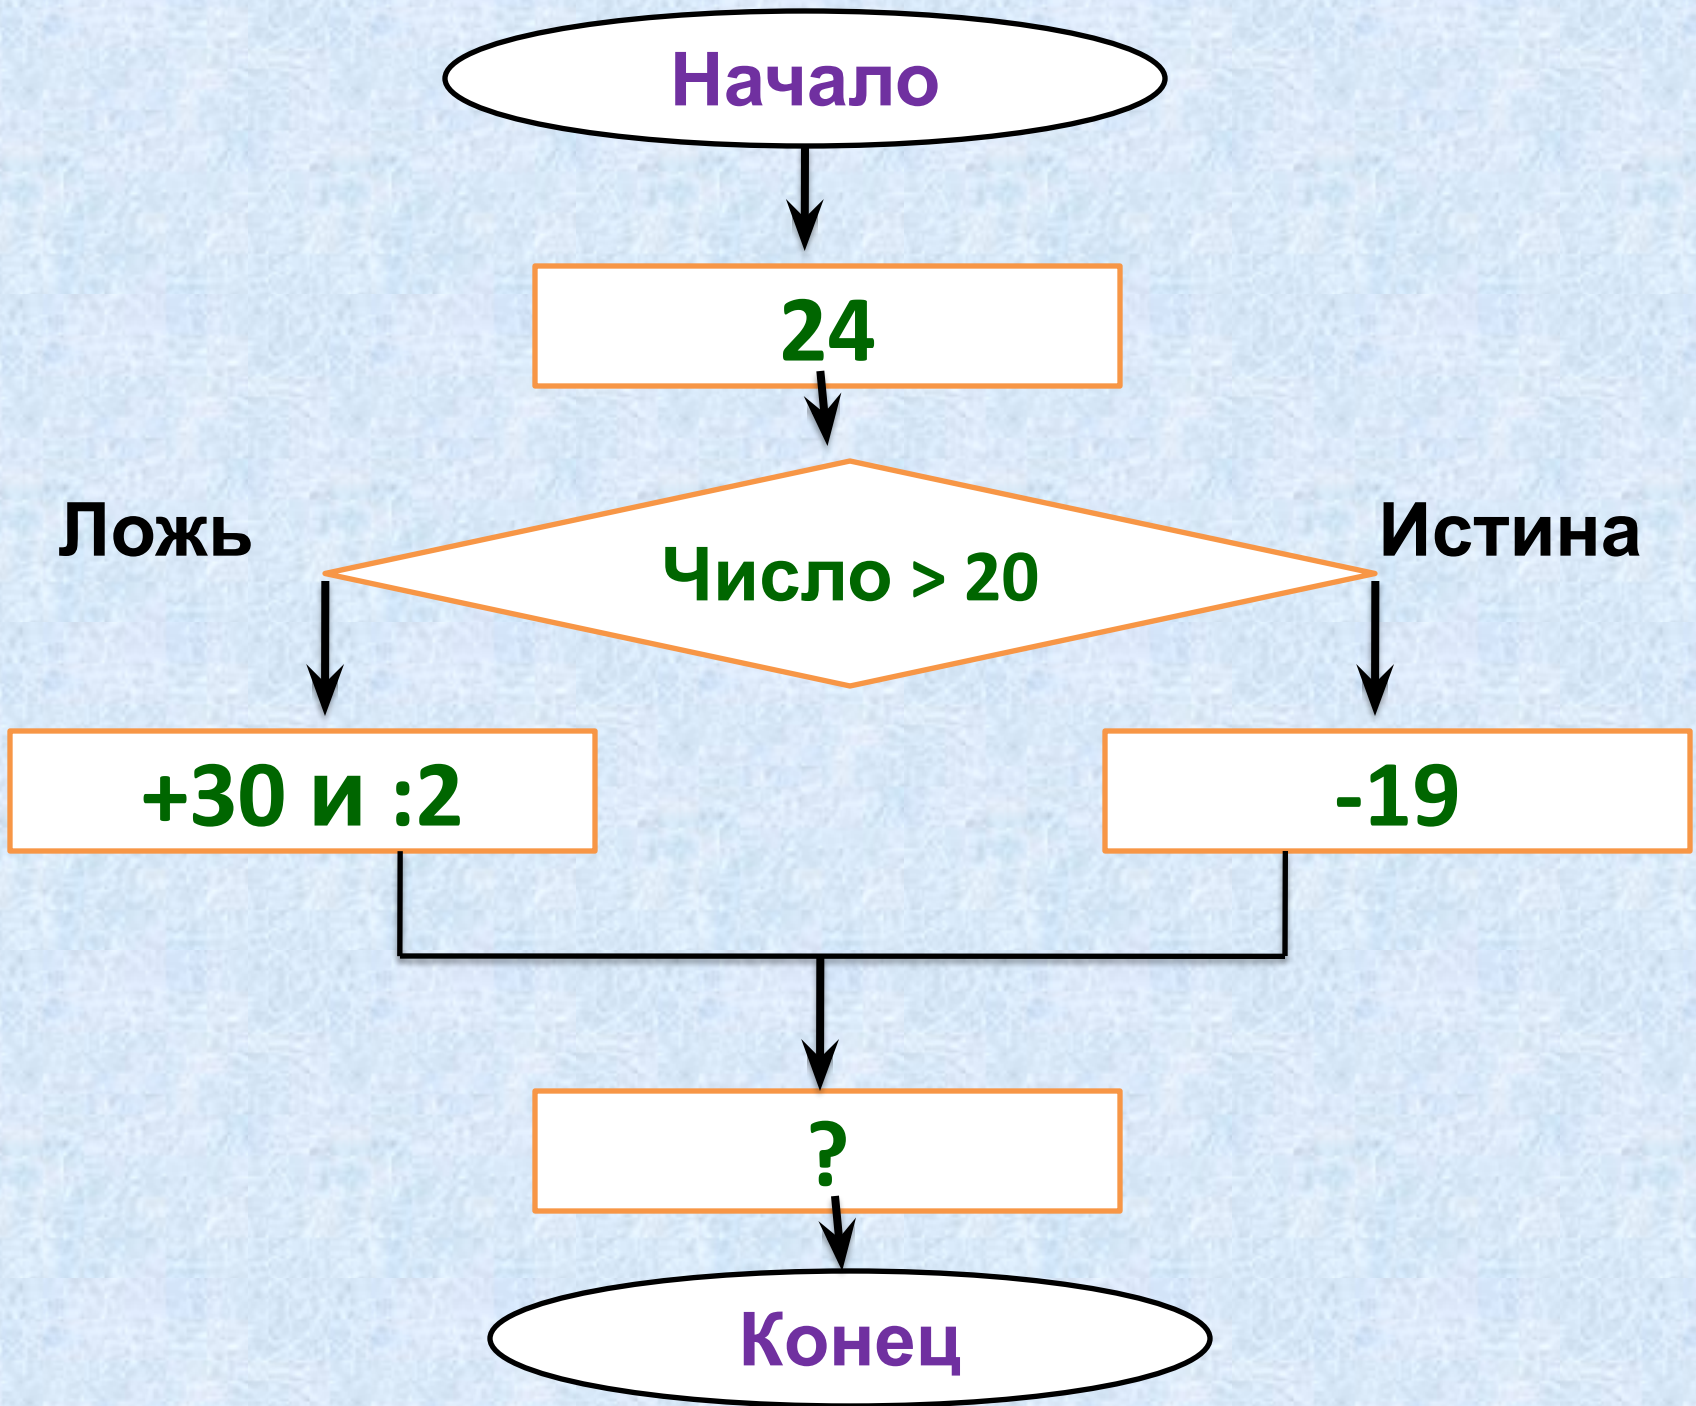 Начало
24
Ложь
Число > 20
Истина
+30 и :2
-19
?
Конец